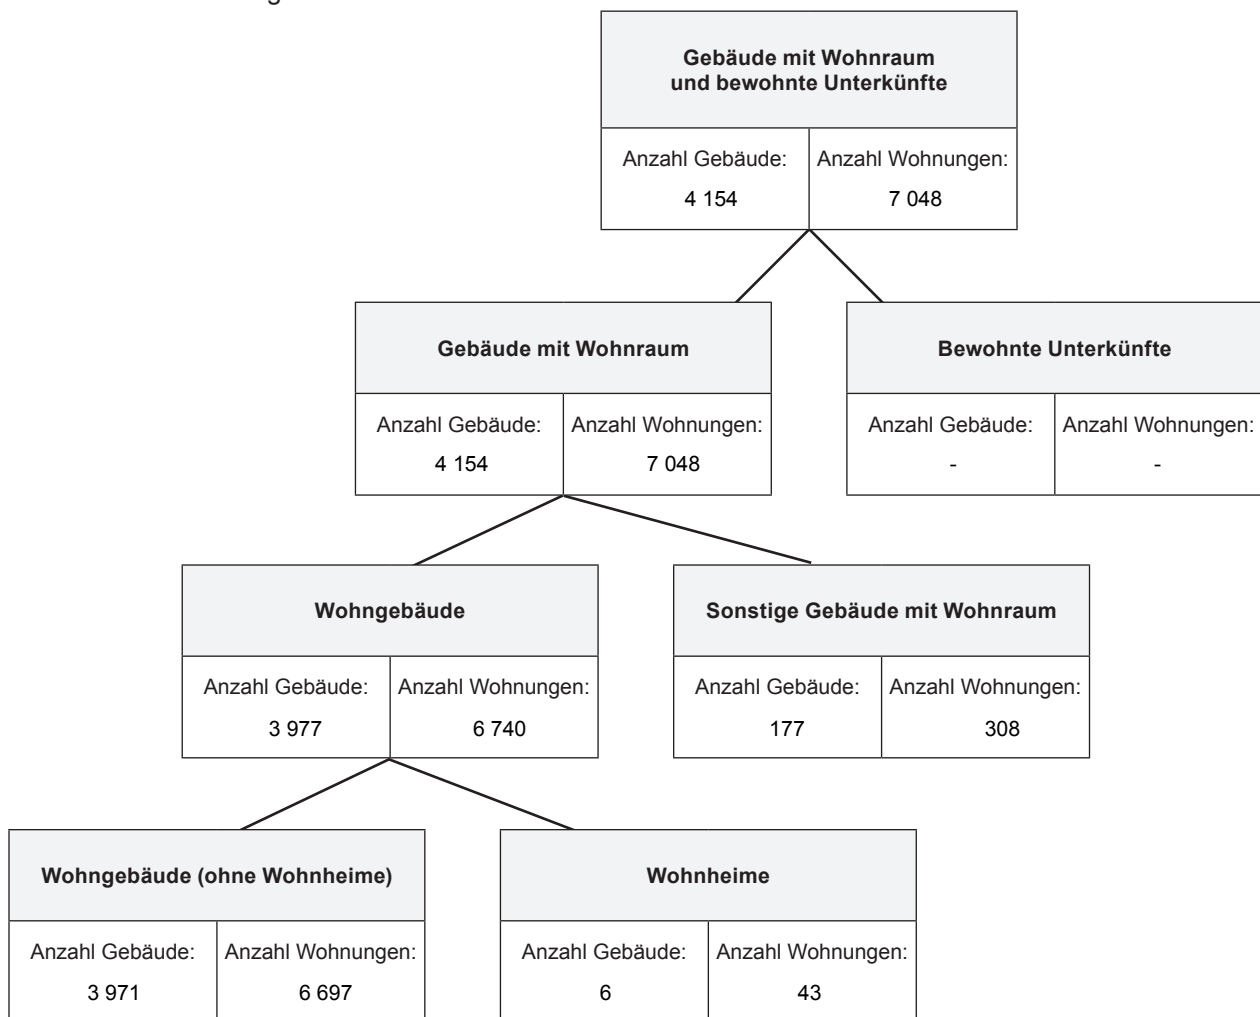 Gebäude mit Wohnraum
und bewohnte Unterkünfte
Anzahl Gebäude: Anzahl Wohnungen:
4 154 7 048
Gebäude mit Wohnraum Bewohnte Unterkünfte
Anzahl Gebäude: Anzahl Wohnungen: Anzahl Gebäude: Anzahl Wohnungen:
4 154 7 048 - -
Wohngebäude Sonstige Gebäude mit Wohnraum
Anzahl Gebäude: Anzahl Wohnungen: Anzahl Gebäude: Anzahl Wohnungen:
3 977 6 740 177 308
Wohngebäude (ohne Wohnheime) Wohnheime
Anzahl Gebäude: Anzahl Wohnungen: Anzahl Gebäude: Anzahl Wohnungen:
3 971 6 697 6 43